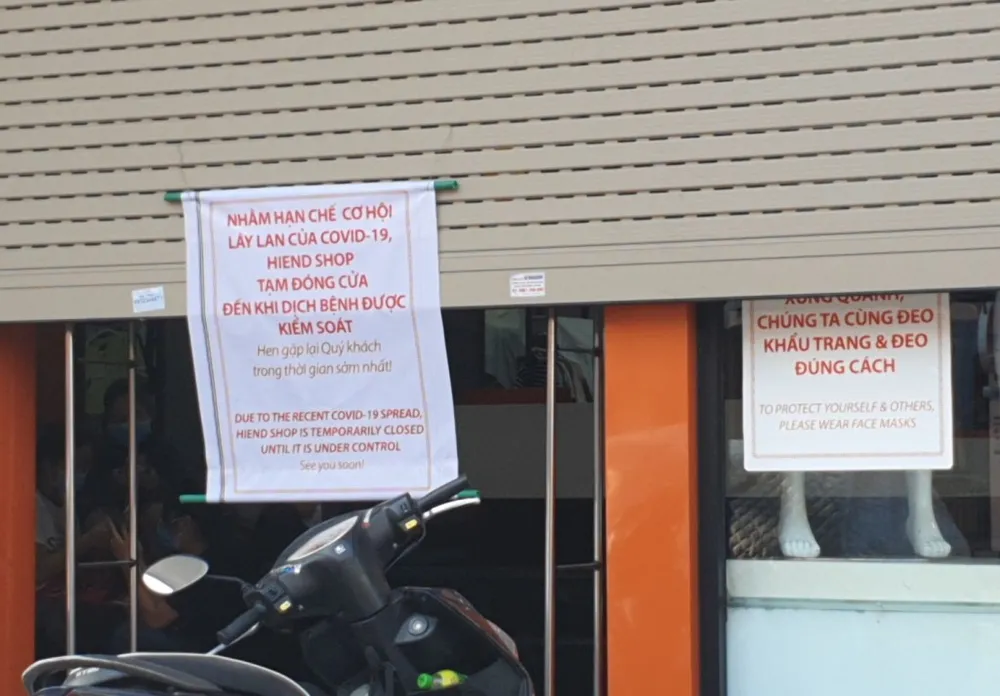 NHẰM HẠN CHẾ CƠ HỘI
LÂY LAN CỦA COVID-19,
HIEND SHOP
TẠM ĐÓNG CỬA
ĐẾN KHI DỊCH BỆNH ĐƯỢC
KIỂM SOÁT
Hẹn gặp lại Quý khách
trong thời gian sớm nhất!
DUE TO THE RECENT COVID-19 SPREAD,
HIEND SHOP IS TEMPORARILY CLOSED
UNTIL IT IS UNDER CONTROL
See you soon!
XUNG QUANH,
CHÚNG TA CÙNG ĐEO
KHẨU TRANG & ĐEO
ĐÚNG CÁCH
TO PROTECT YOURSELF & OTHERS,
PLEASE WEAR FACE MASKS